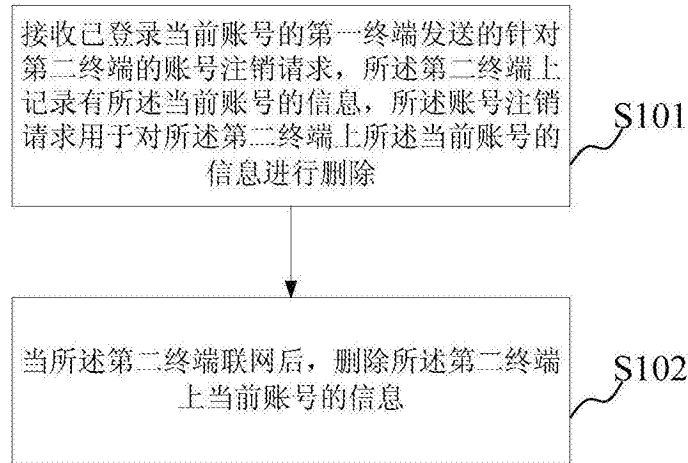 接收已登录当前账号的第一终端发送的针对
第二终端的账号注销请求，所述第二终端上
记录有所述当前账号的信息，所述账号注销
请求用于对所述第二终端上所述当前账号的
信息进行删除
S101
当所述第二终端联网后，删除所述第二终端
上当前账号的信息
S102